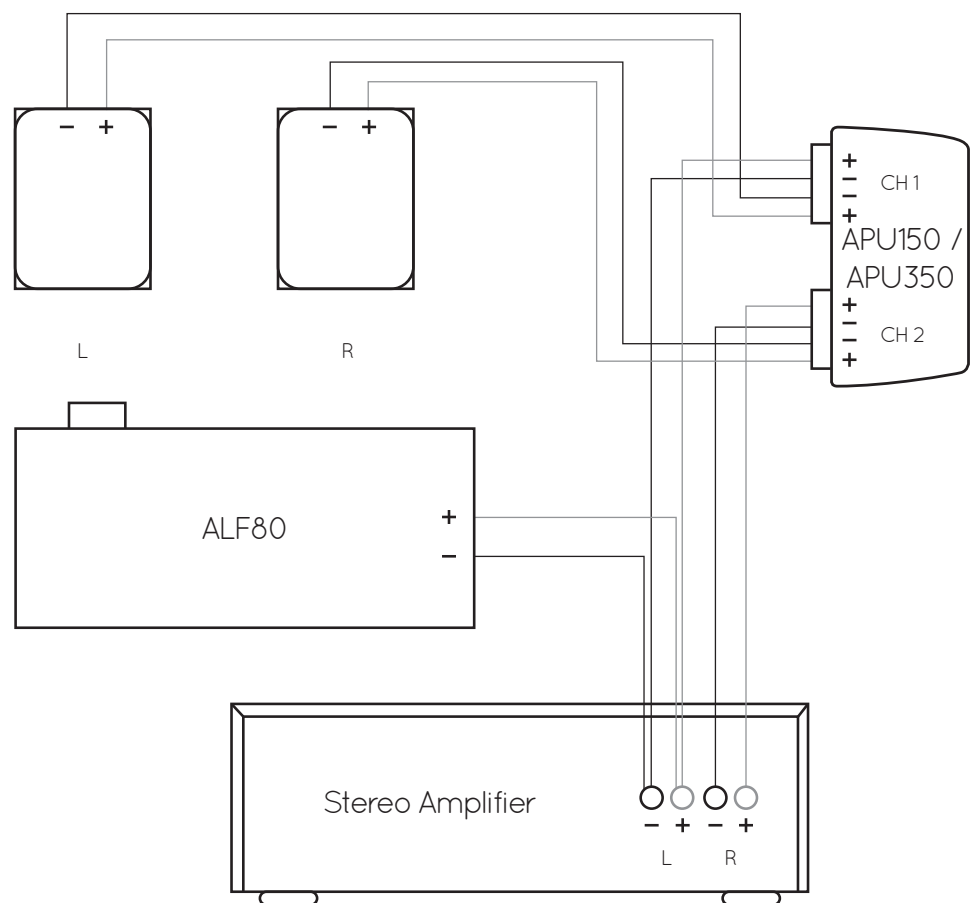 − +
− +
L
R
+
−
CH 1
−
+
APU150 /
APU350
+
−
CH 2
−
+
ALF80
+
−
Stereo Amplifier
− + − +
L R